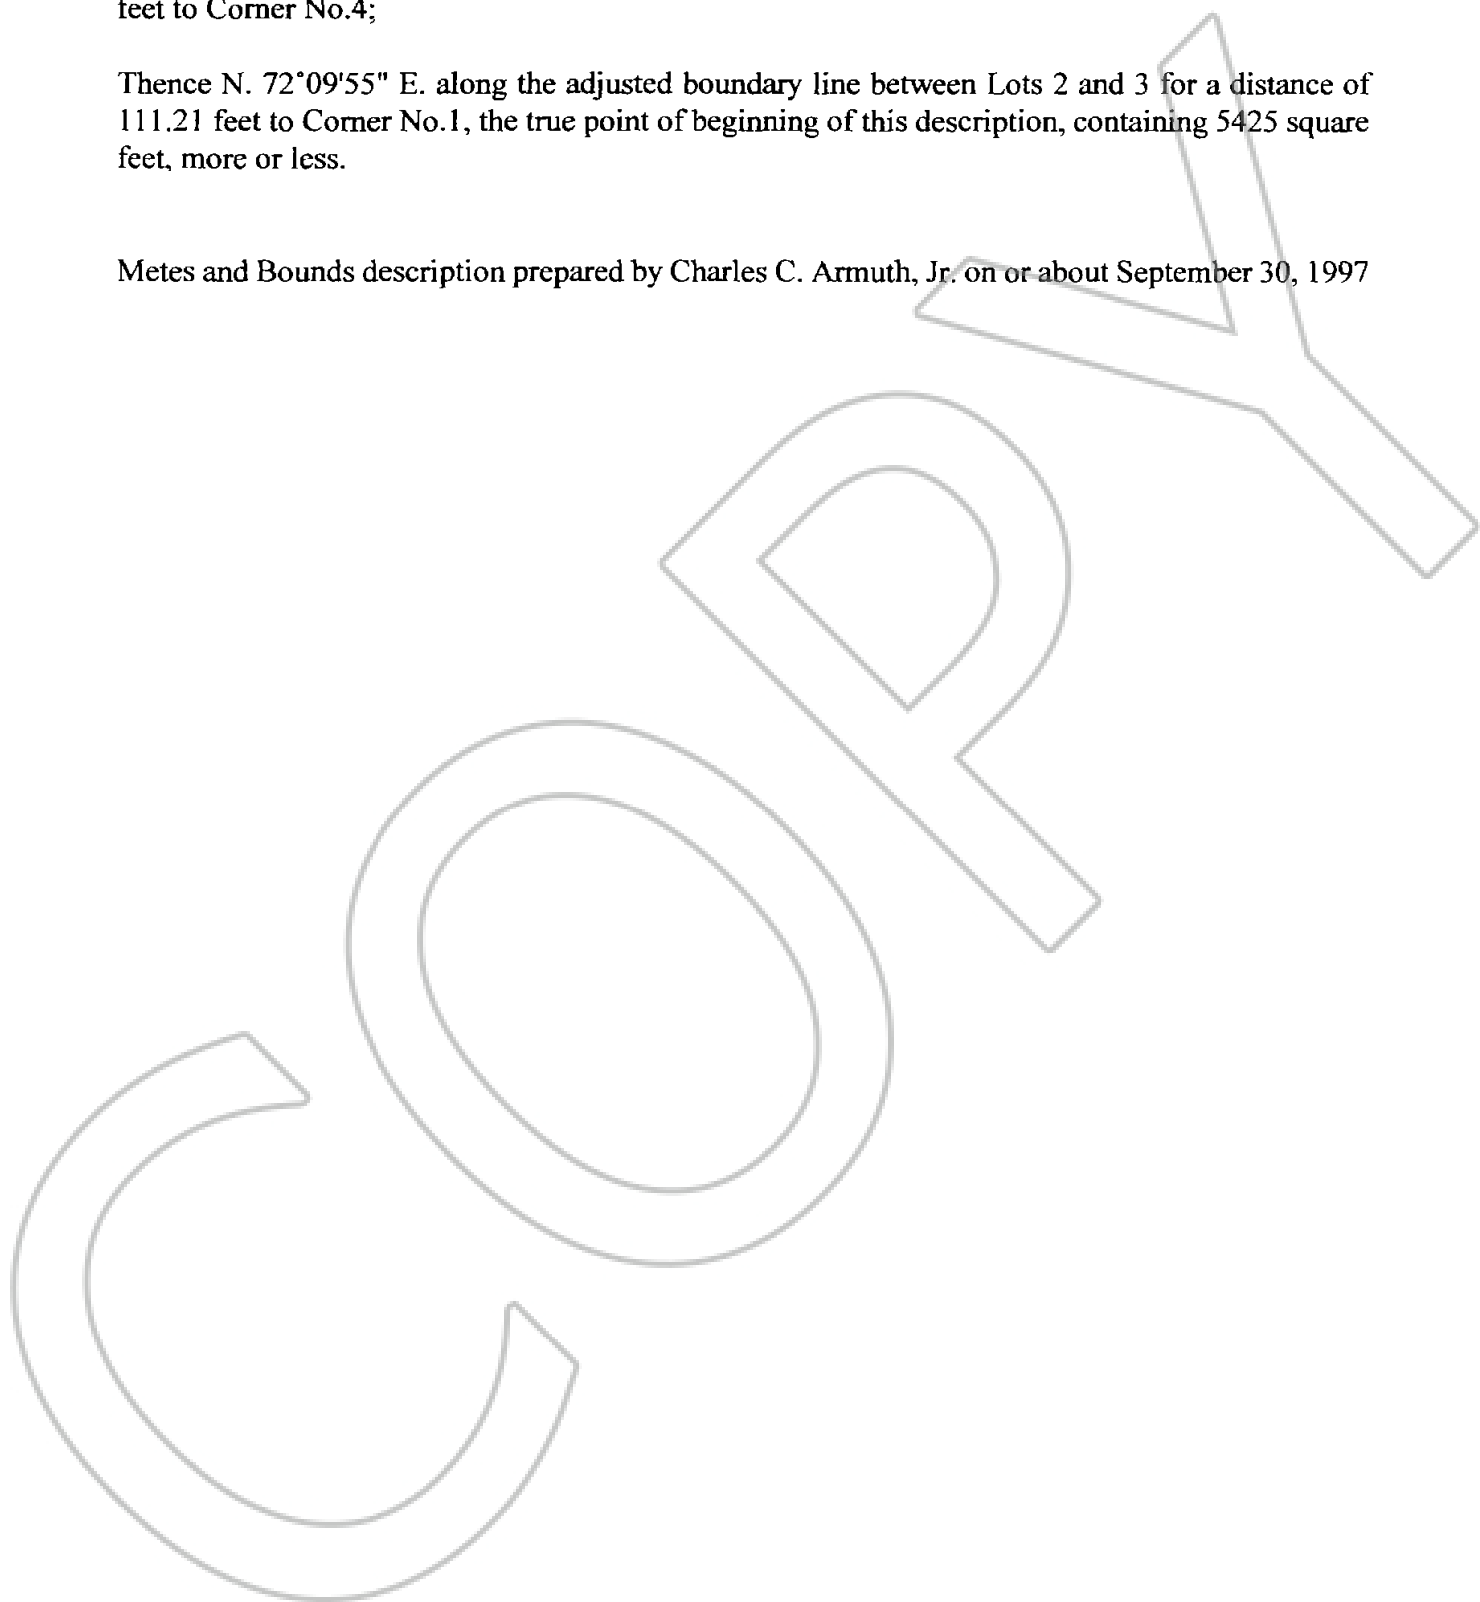 feet to Corner No.4;
Thence N. 72°09'55" E. along the adjusted boundary line between Lots 2 and 3 for a distance of
111.21 feet to Corner No.1, the true point of beginning of this description, containing 5425 square
feet, more or less.
Metes and Bounds description prepared by Charles C. Armuth, Jr. on or about September 30, 1997
COPY